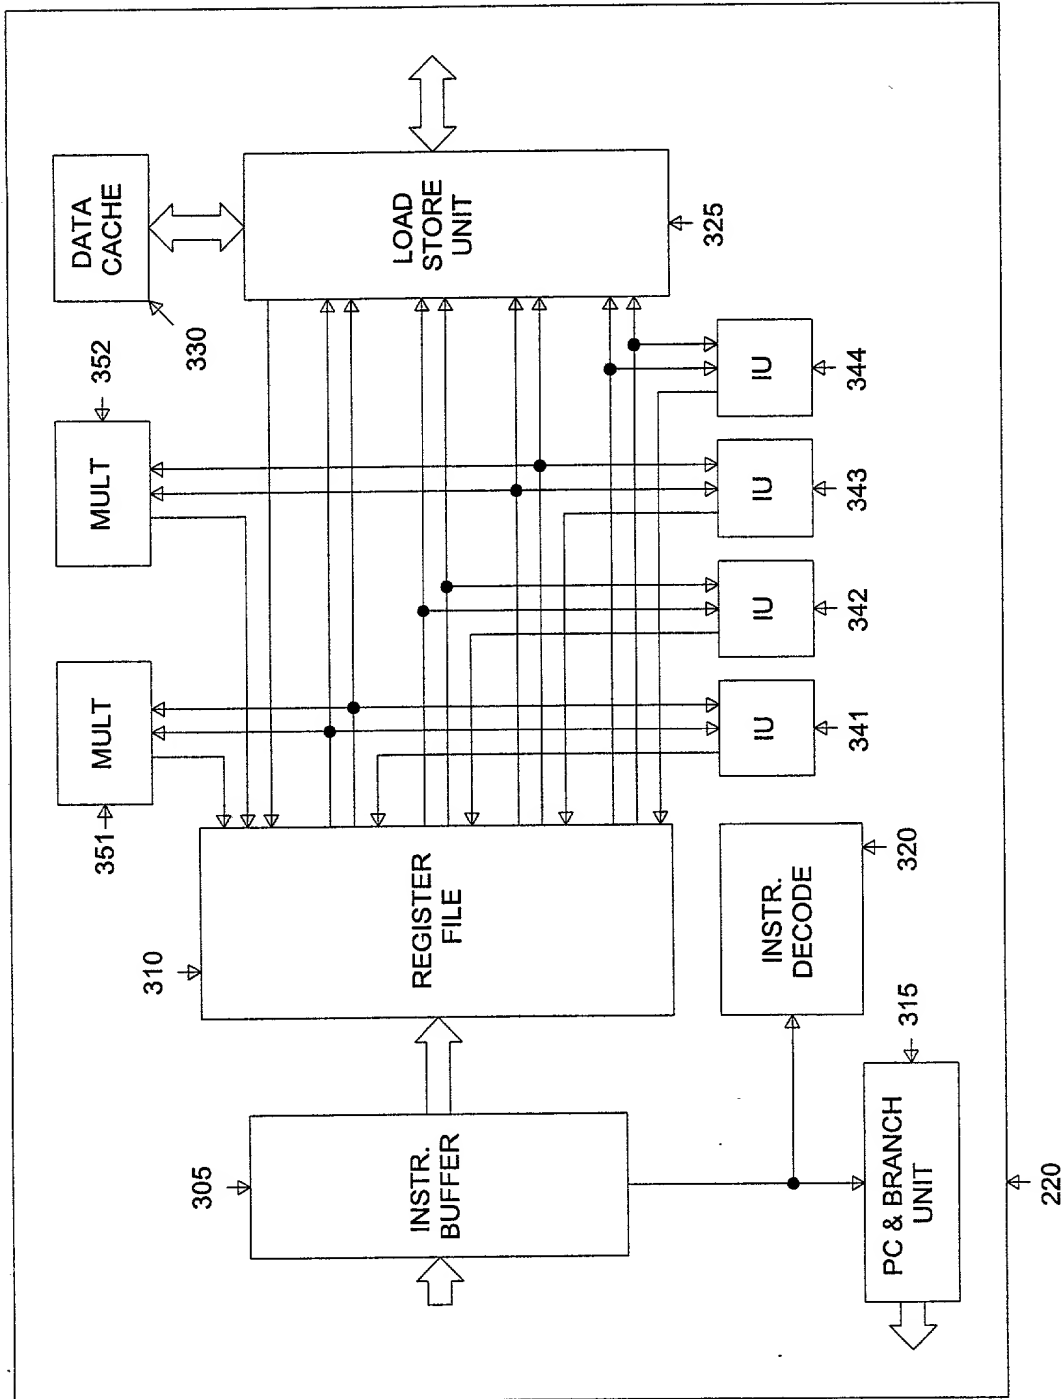 DATA
CACHE
330
MULT
352
MULT
351
LOAD
STORE
UNIT
325
REGISTER
FILE
310
INSTR.
BUFFER
305
IU
344
IU
343
IU
342
IU
341
INSTR.
DECODE
320
PC & BRANCH
UNIT
315
220